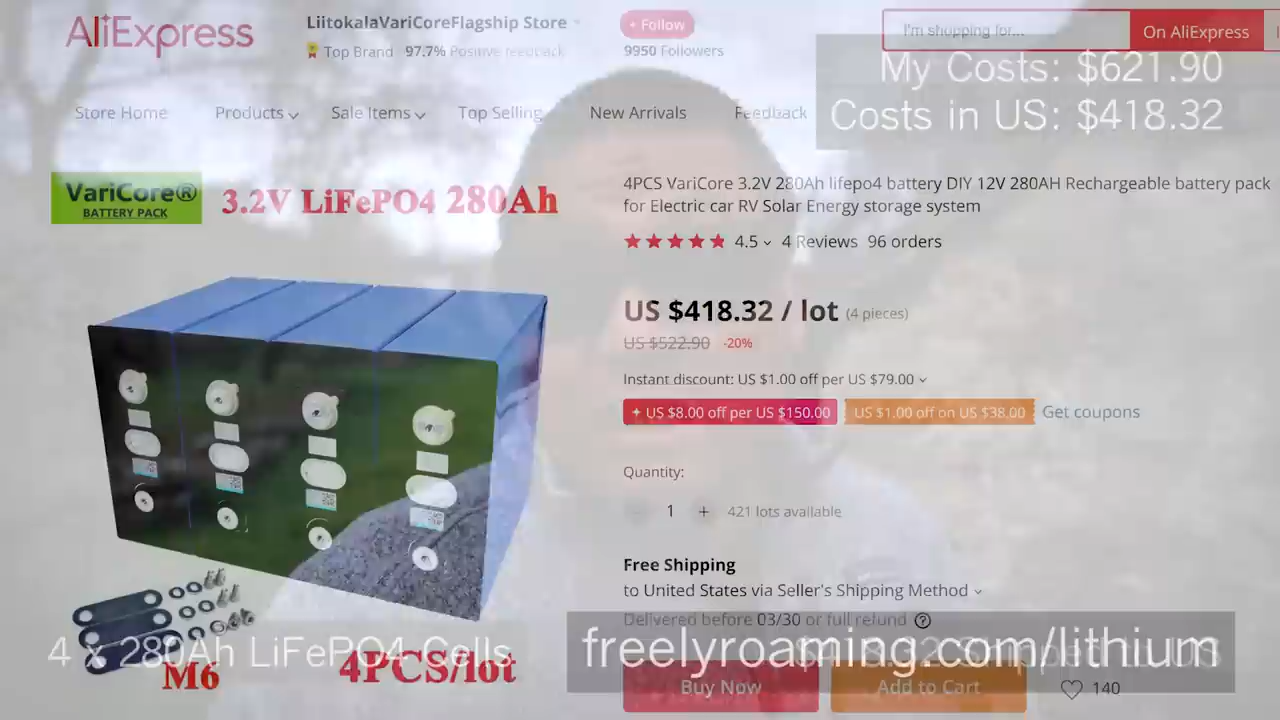 AliExpress
LiitokalaVariCoreFlagship Store
Top Brand 97.7% Positive feedback
+ Follow
9950 Followers
I'm shopping for...
On AliExpress
My Costs: $621.90
Costs in US: $418.32
Store Home
Products
Sale Items
Top Selling
New Arrivals
Feedback
VariCore®
BATTERY PACK
3.2V LiFePO4 280Ah
4PCS VariCore 3.2V 280Ah lifepo4 battery DIY 12V 280AH Rechargeable battery pack
for Electric car RV Solar Energy storage system
4.5
4 Reviews
96 orders
US $418.32 / lot (4 pieces)
US $522.90 -20%
Instant discount: US $1.00 off per US $79.00
US $8.00 off per US $150.00
US $1.00 off on US $38.00
Get coupons
Quantity:
1 + 421 lots available
Free Shipping
to United States via Seller's Shipping Method
Delivered before 03/30 or full refund
4 x 280Ah LiFePO4 Cells
M6
4PCS/lot
freelyroaming.com/lithium
Buy Now
Add to Cart
140